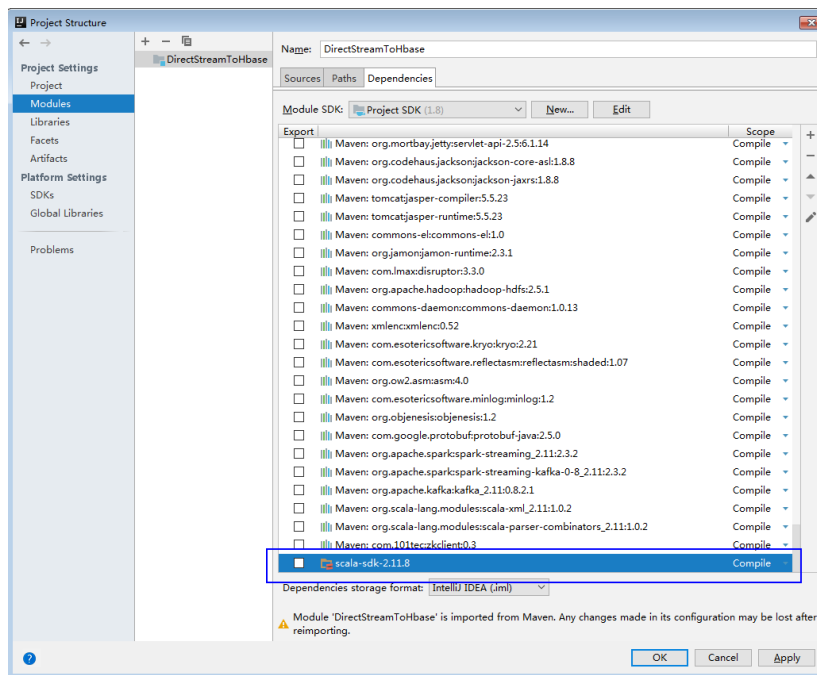 Project Structure
Project Settings
Project
Modules
Libraries
Facets
Artifacts
Platform Settings
SDKs
Global Libraries
Problems
DirectStreamToHbase
Name: DirectStreamToHbase
Sources Paths Dependencies
Module SDK: Project SDK (1.8) New... Edit
Export Scope
Maven: org.mortbay.jetty:servlet-api-2.5:6.1.14 Compile
Maven: org.codehaus.jackson:jackson-core-asl:1.8.8 Compile
Maven: org.codehaus.jackson:jackson-jaxrs:1.8.8 Compile
Maven: tomcat:jasper-compiler:5.5.23 Compile
Maven: tomcat:jasper-runtime:5.5.23 Compile
Maven: commons-el:commons-el:1.0 Compile
Maven: org.jamon:jamon-runtime:2.3.1 Compile
Maven: com.lmax:disruptor:3.3.0 Compile
Maven: org.apache.hadoop:hadoop-hdfs:2.5.1 Compile
Maven: commons-daemon:commons-daemon:1.0.13 Compile
Maven: xmlenc:xmlenc:0.52 Compile
Maven: com.esotericsoftware.kryo:kryo:2.21 Compile
Maven: com.esotericsoftware.reflectasm:reflectasm:shaded:1.07 Compile
Maven: org.ow2.asm:asm:4.0 Compile
Maven: com.esotericsoftware.minlog:minlog:1.2 Compile
Maven: org.objenesis:objenesis:1.2 Compile
Maven: com.google.protobuf:protobuf-java:2.5.0 Compile
Maven: org.apache.spark:spark-streaming_2.11:2.3.2 Compile
Maven: org.apache.spark:spark-streaming-kafka-0-8_2.11:2.3.2 Compile
Maven: org.apache.kafka:kafka_2.11:0.8.2.1 Compile
Maven: org.scala-lang.modules:scala-xml_2.11:1.0.2 Compile
Maven: org.scala-lang.modules:scala-parser-combinators_2.11:1.0.2 Compile
Maven: com.101tec:zkclient:0.3 Compile
scala-sdk-2.11.8 Compile
Dependencies storage format: IntelliJ IDEA (.iml)
Module 'DirectStreamToHbase' is imported from Maven. Any changes made in its configuration may be lost after
reimporting.
OK Cancel Apply